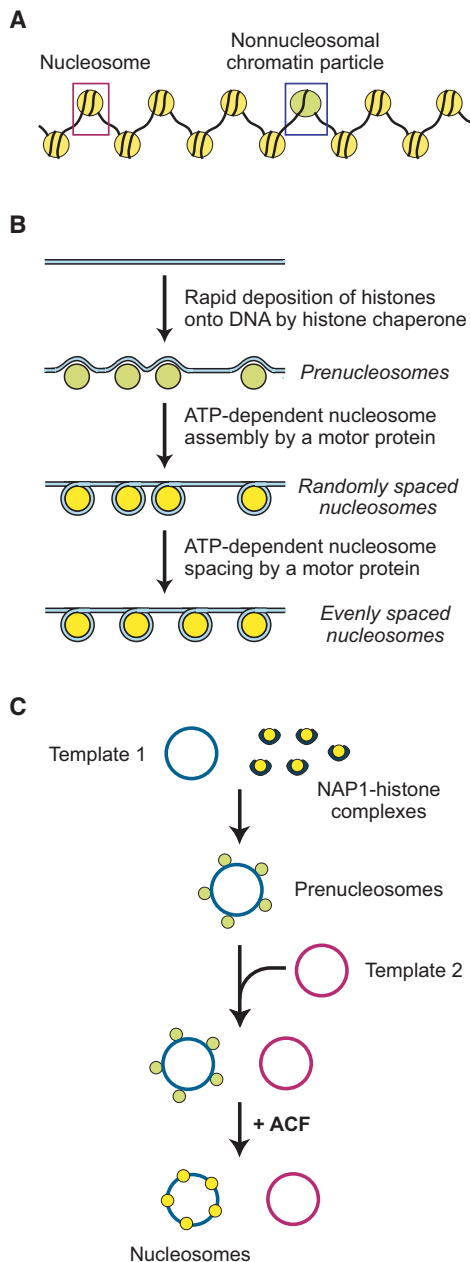 A
Nucleosome
Nonnucleosomal
chromatin particle
B
Rapid deposition of histones
onto DNA by histone chaperone
Prenucleosomes
ATP-dependent nucleosome
assembly by a motor protein
Randomly spaced
nucleosomes
ATP-dependent nucleosome
spacing by a motor protein
Evenly spaced
nucleosomes
C
Template 1
NAP1-histone
complexes
Prenucleosomes
Template 2
+ ACF
Nucleosomes